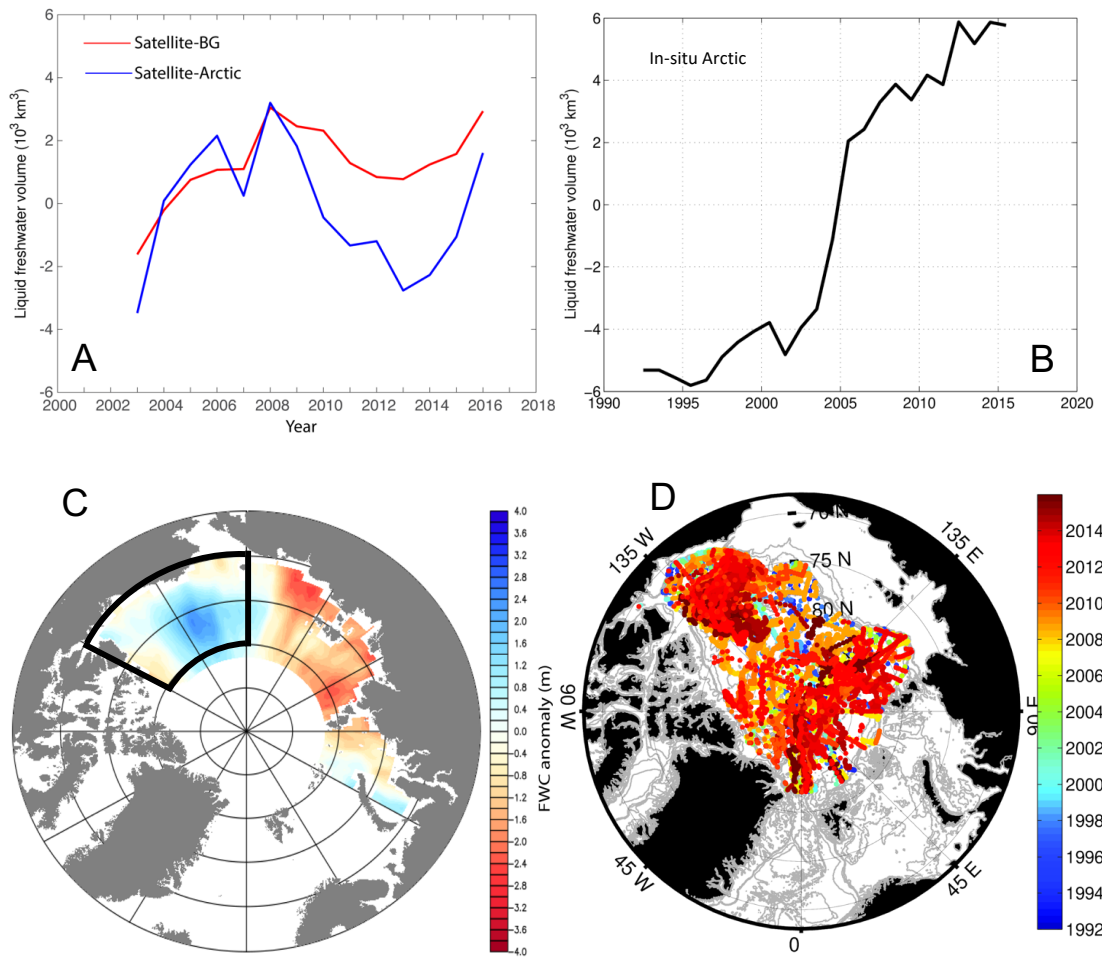 6
4
2
0
-2
-4
-6
Liquid freshwater volume (10³ km³)
Satellite-BG
Satellite-Arctic
A
2000 2002 2004 2006 2008 2010 2012 2014 2016 2018
Year
6
4
2
0
−2
−4
−6
Liquid freshwater volume (10³ km³)
In-situ Arctic
B
1990 1995 2000 2005 2010 2015 2020
C
4.0
3.6
3.2
2.8
2.4
2.0
1.6
1.2
0.8
0.4
0.0
-0.4
-0.8
-1.2
-1.6
-2.0
-2.4
-2.8
-3.2
-3.6
-4.0
FWC anomaly (m)
D
70 N
75 N
80 N
135 W
135 E
90 W
90 E
45 W
45 E
0
2014
2012
2010
2008
2006
2004
2002
2000
1998
1996
1994
1992